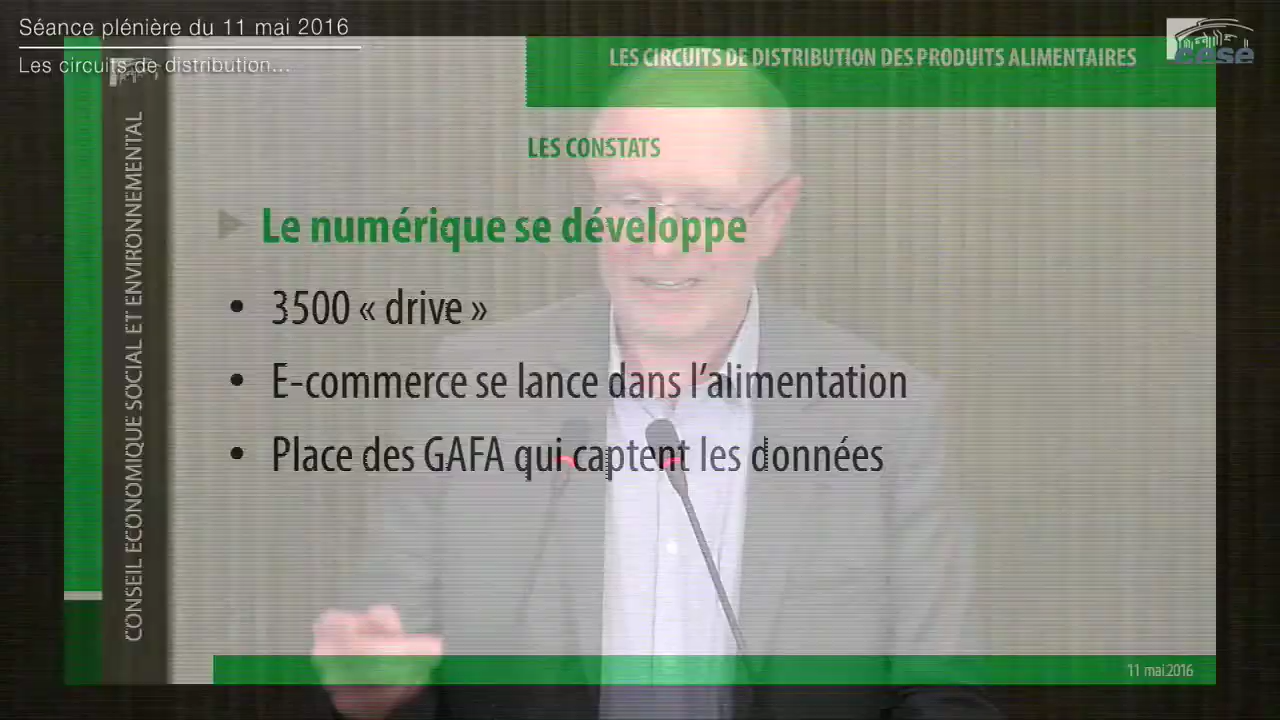 Séance plénière du 11 mai 2016
Les circuits de distribution...
cese
LES CIRCUITS DE DISTRIBUTION DES PRODUITS ALIMENTAIRES
CONSEIL ECONOMIQUE SOCIAL ET ENVIRONNEMENTAL
LES CONSTATS
Le numérique se développe
• 3500 « drive »
• E-commerce se lance dans l’alimentation
• Place des GAFA qui captent les données
11 mai 2016